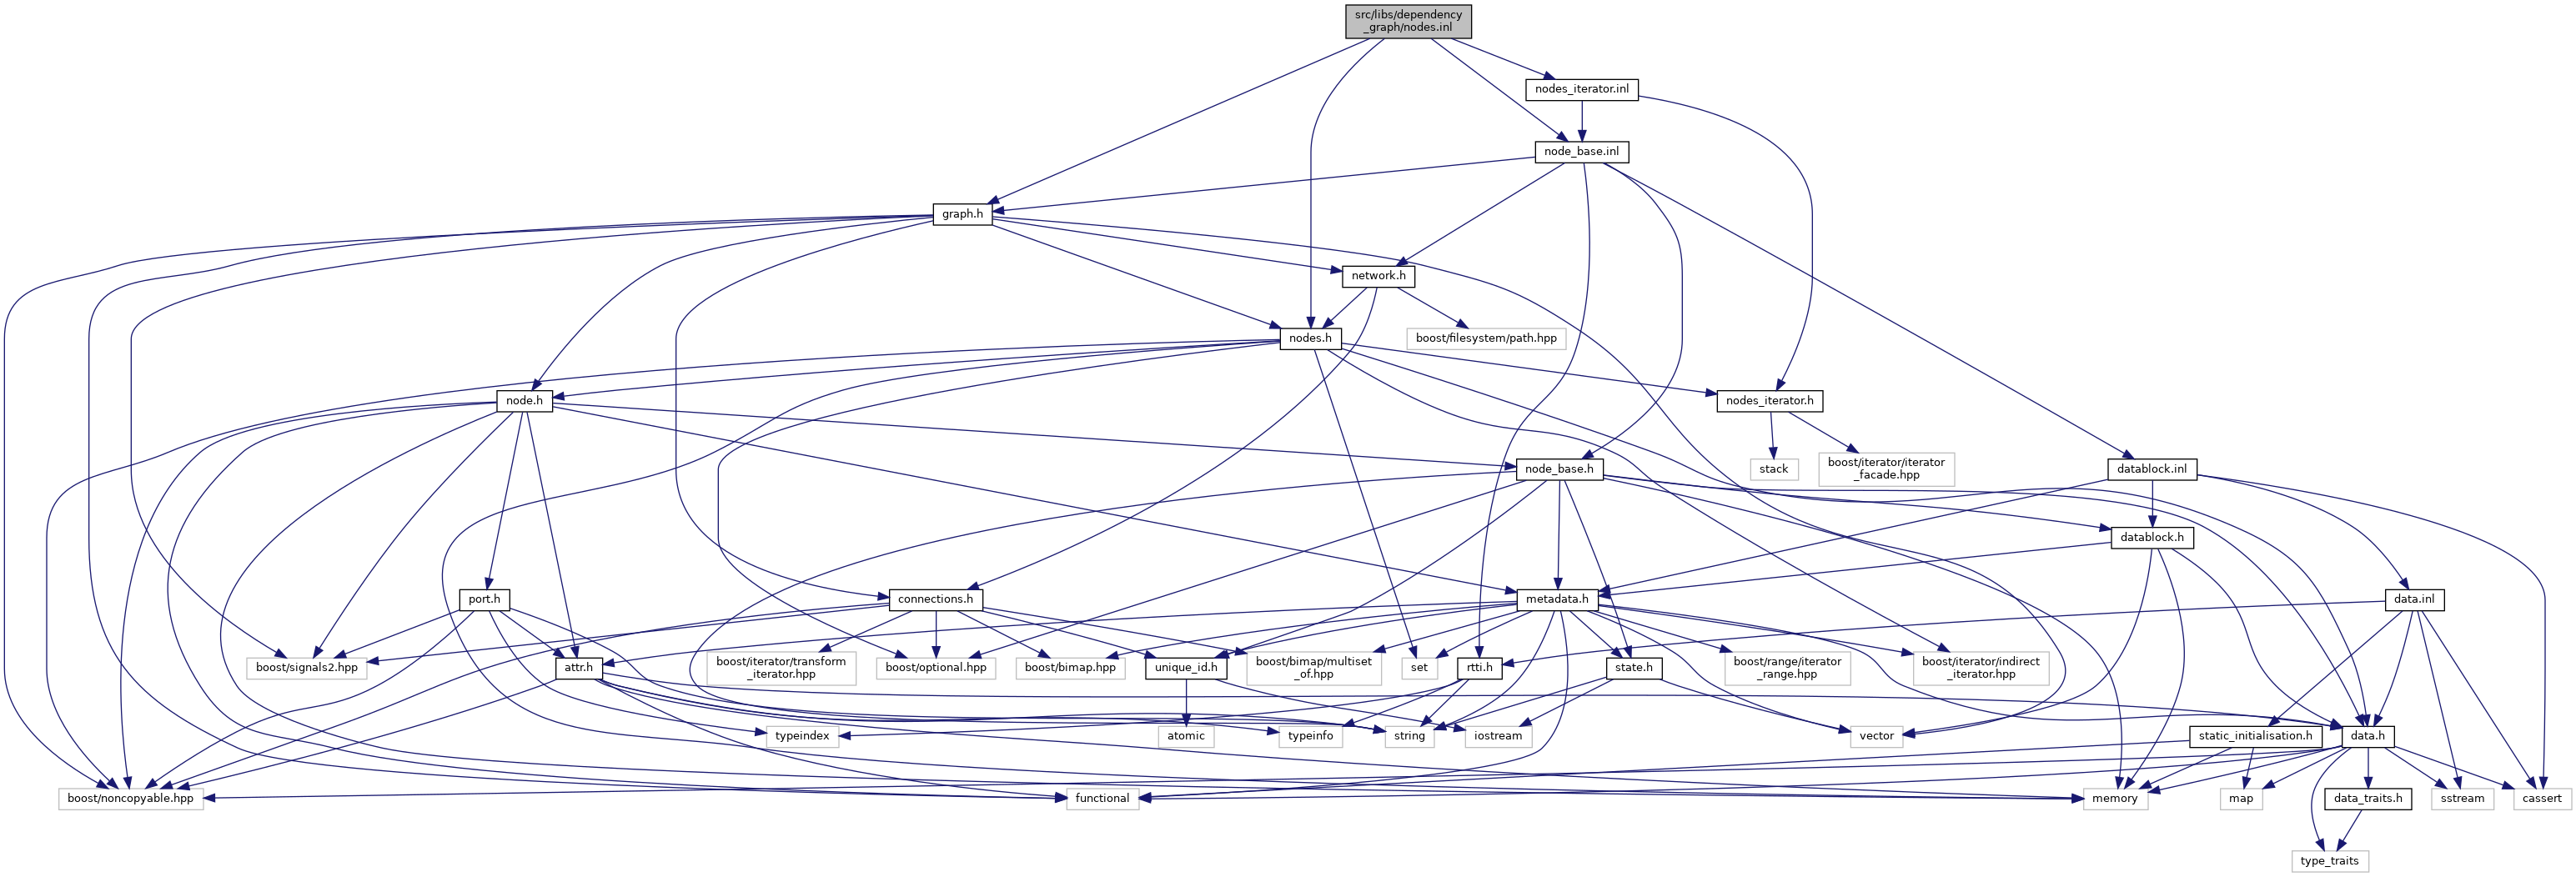 src/libs/dependency
_graph/nodes.inl
nodes_iterator.inl
node_base.inl
graph.h
network.h
nodes.h
boost/filesystem/path.hpp
node.h
nodes_iterator.h
node_base.h
stack
boost/iterator/iterator
_facade.hpp
datablock.inl
datablock.h
port.h
connections.h
metadata.h
data.inl
boost/signals2.hpp
attr.h
boost/iterator/transform
_iterator.hpp
boost/optional.hpp
boost/bimap.hpp
unique_id.h
boost/bimap/multiset
_of.hpp
set
rtti.h
state.h
boost/range/iterator
_range.hpp
boost/iterator/indirect
_iterator.hpp
typeindex
atomic
typeinfo
string
iostream
vector
static_initialisation.h
data.h
boost/noncopyable.hpp
functional
memory
map
data_traits.h
sstream
cassert
type_traits